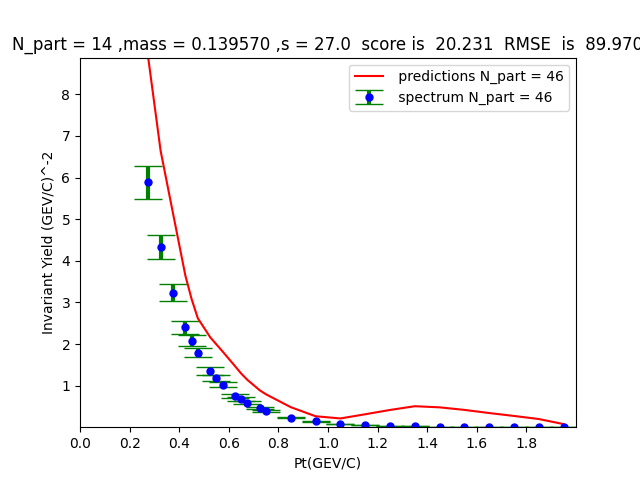 N_part = 14 ,mass = 0.139570 ,s = 27.0  score is  20.231  RMSE  is  89.970
predictions N_part = 46
spectrum N_part = 46
Invariant Yield (GEV/C)^-2
8
7
6
5
4
3
2
1
0.0 0.2 0.4 0.6 0.8 1.0 1.2 1.4 1.6 1.8
Pt(GEV/C)